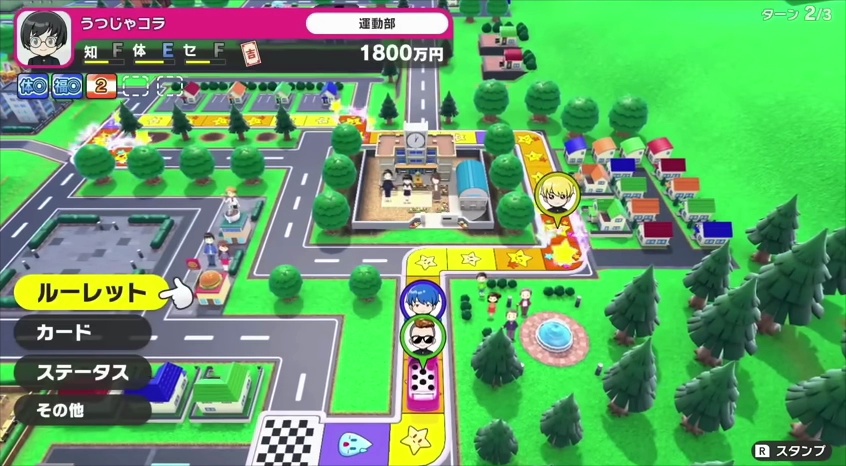 うつじゃコラ
運動部
ターン 2/3
知 F 体 E セ F 吉 1800万円
体◎ 福◎ 2
ルーレット
カード
ステータス
その他
R スタンプ